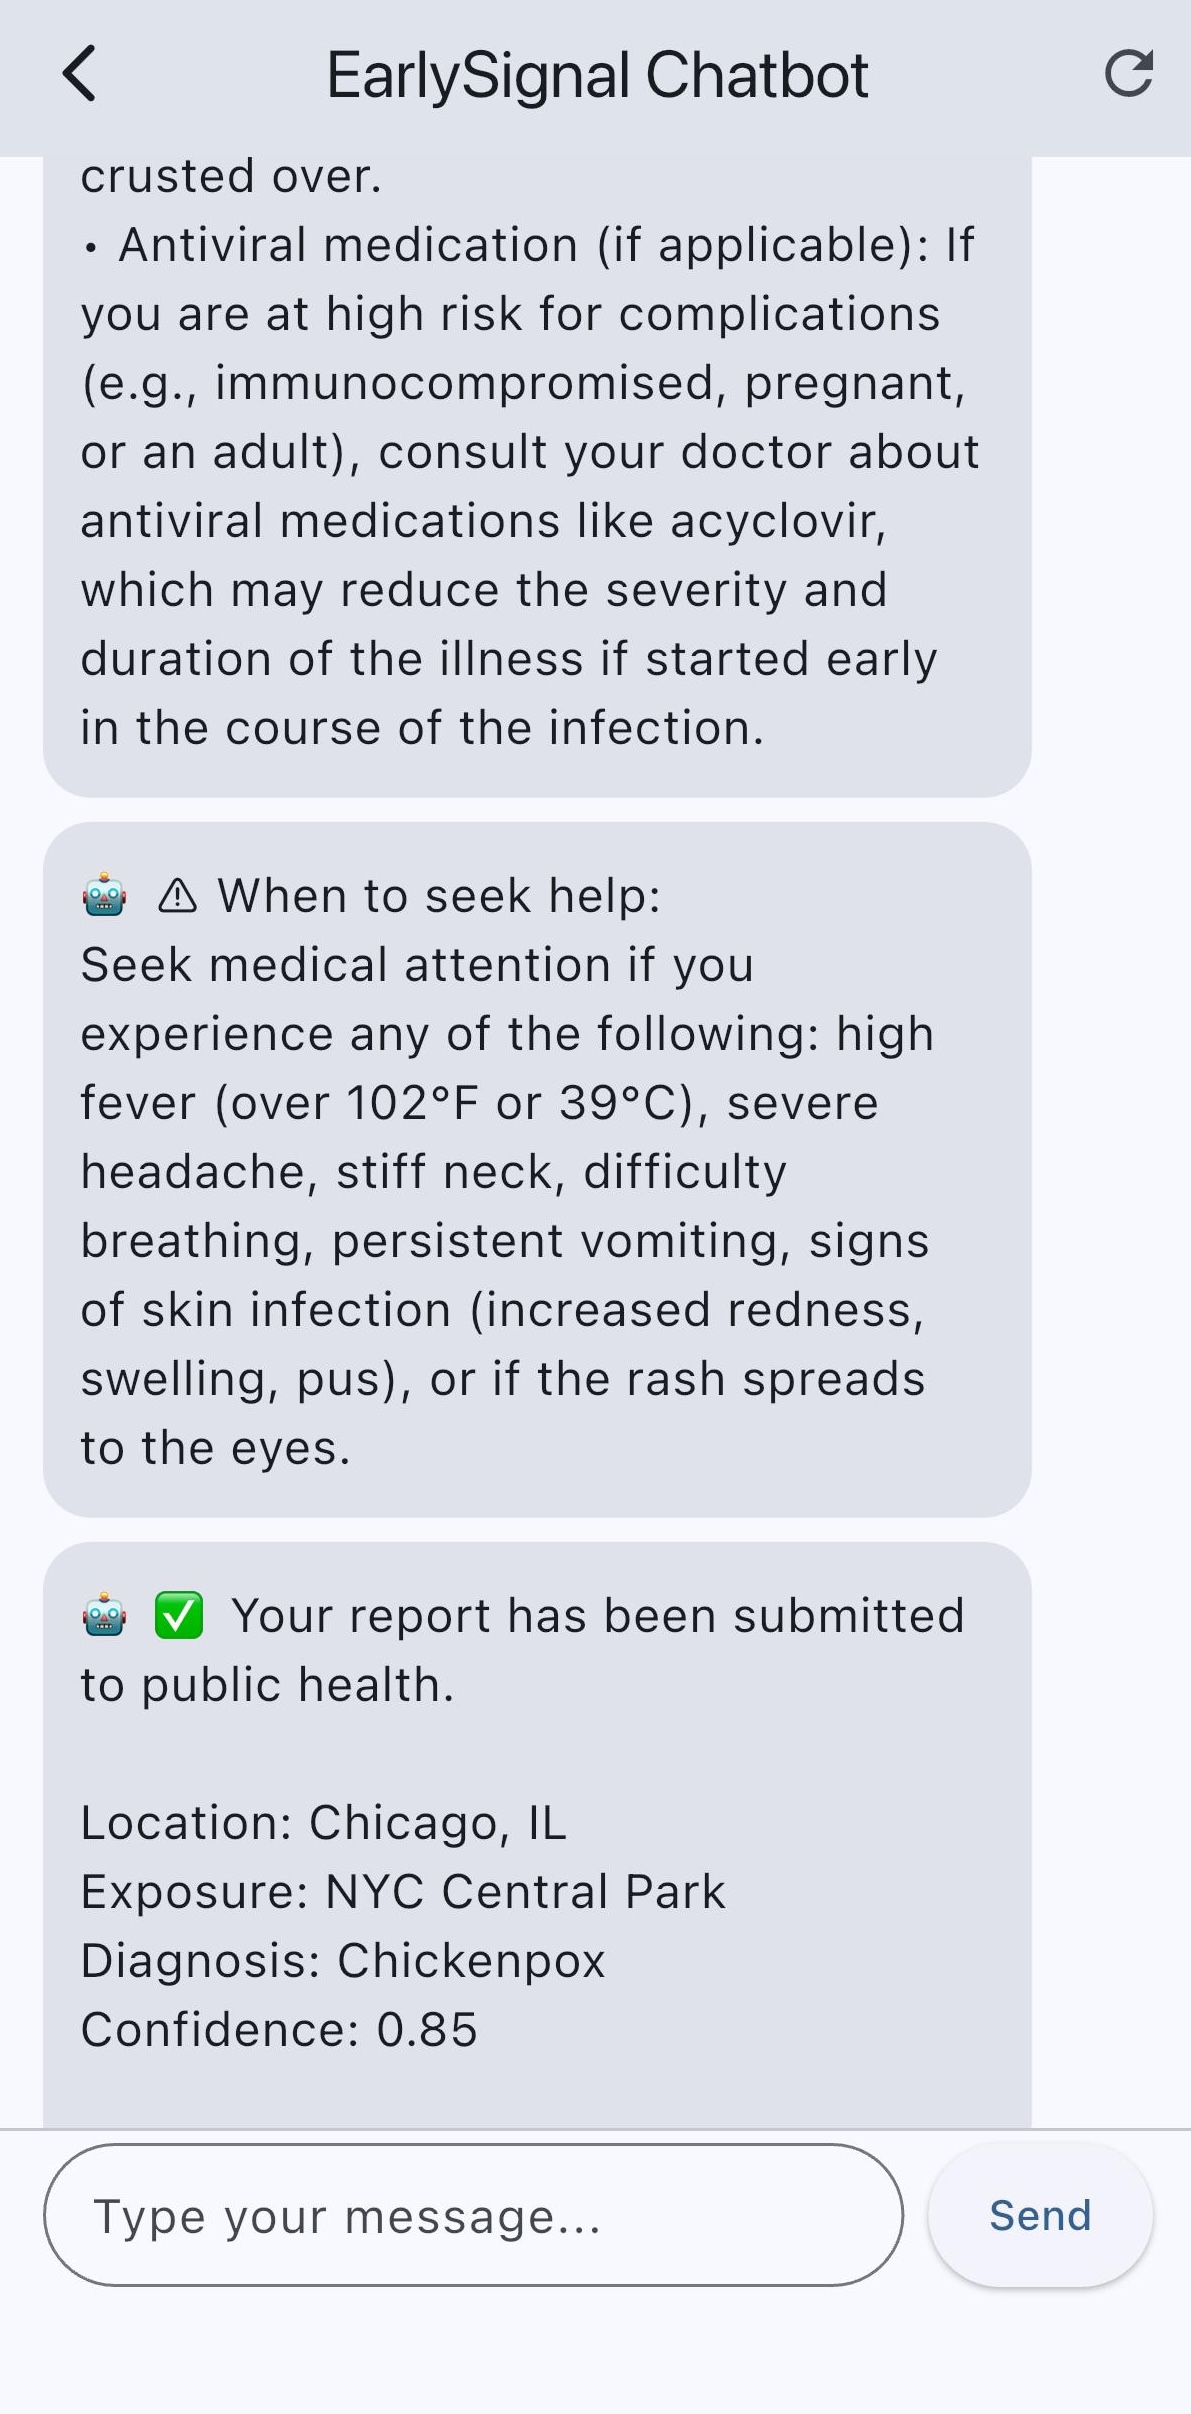 EarlySignal Chatbot
crusted over.
• Antiviral medication (if applicable): If
you are at high risk for complications
(e.g., immunocompromised, pregnant,
or an adult), consult your doctor about
antiviral medications like acyclovir,
which may reduce the severity and
duration of the illness if started early
in the course of the infection.
🤖 ⚠ When to seek help:
Seek medical attention if you
experience any of the following: high
fever (over 102°F or 39°C), severe
headache, stiff neck, difficulty
breathing, persistent vomiting, signs
of skin infection (increased redness,
swelling, pus), or if the rash spreads
to the eyes.
🤖 ✅ Your report has been submitted
to public health.
Location: Chicago, IL
Exposure: NYC Central Park
Diagnosis: Chickenpox
Confidence: 0.85
Type your message...
Send